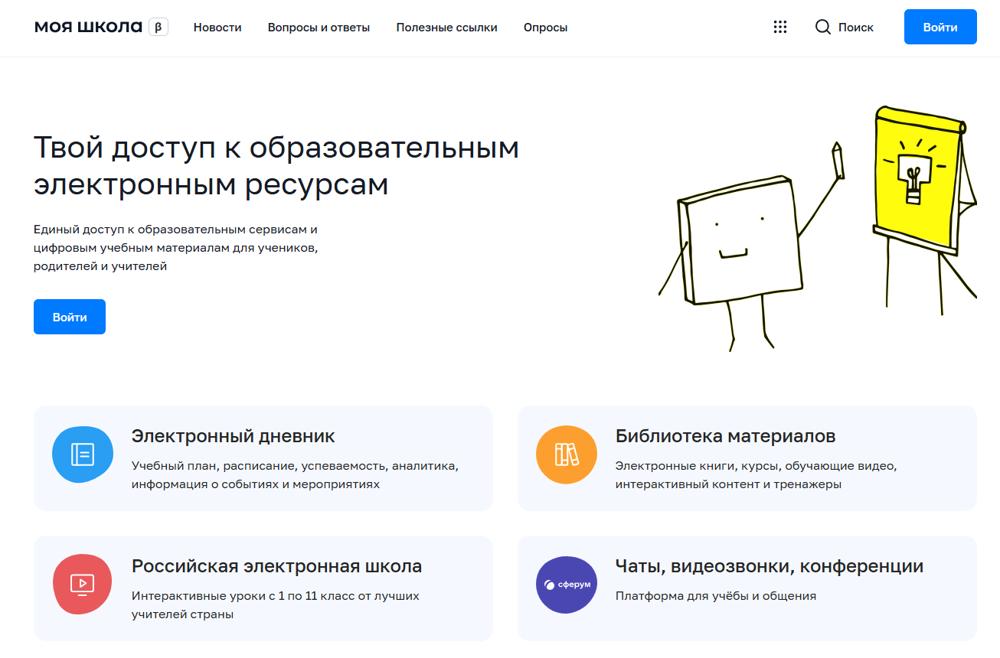 моя школа β
Новости
Вопросы и ответы
Полезные ссылки
Опросы
Поиск
Войти
Твой доступ к образовательным
электронным ресурсам
Единый доступ к образовательным сервисам и
цифровым учебным материалам для учеников,
родителей и учителей
Войти
Электронный дневник
Учебный план, расписание, успеваемость, аналитика,
информация о событиях и мероприятиях
Библиотека материалов
Электронные книги, курсы, обучающие видео,
интерактивный контент и тренажеры
Российская электронная школа
Интерактивные уроки с 1 по 11 класс от лучших
учителей страны
сферум
Чаты, видеозвонки, конференции
Платформа для учёбы и общения